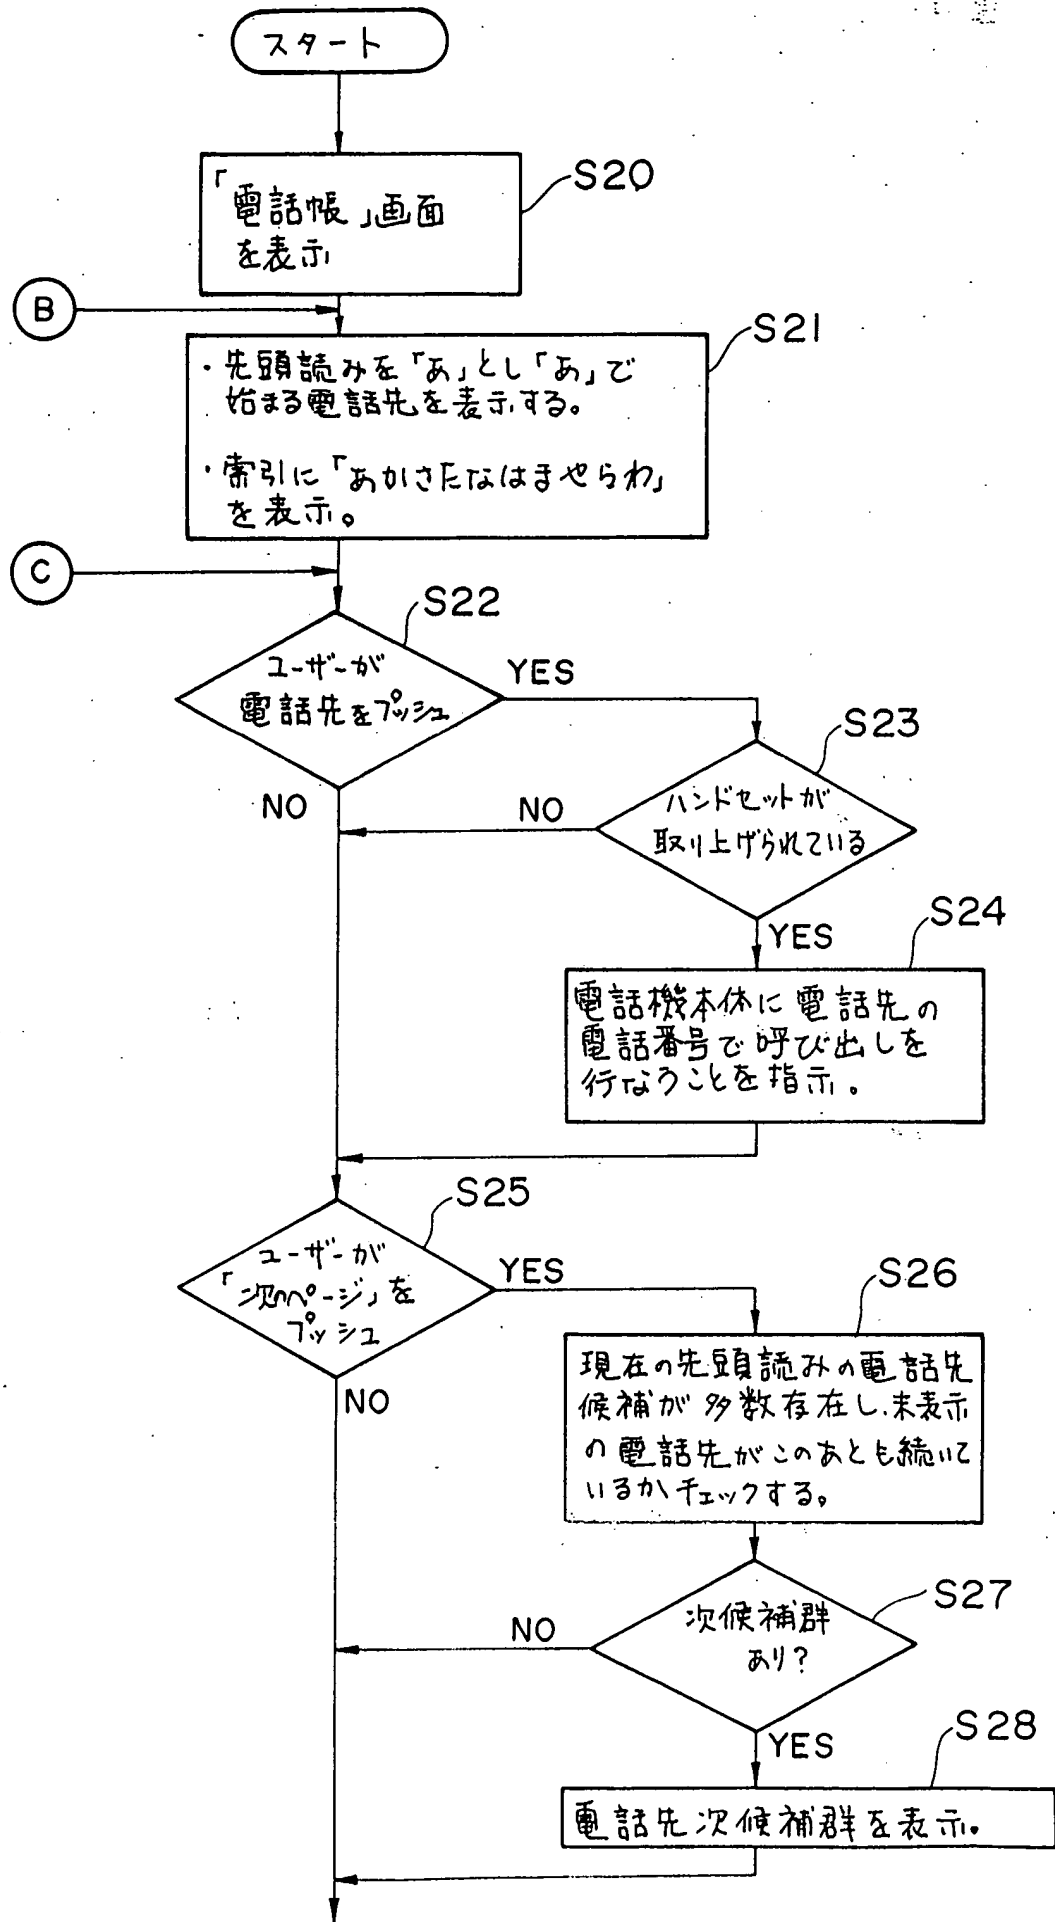 スタート
S20
「電話帳」画面
を表示
B
S21
・先頭読みを「あ」とし「あ」で
始まる電話先を表示する。
・索引に「あかさたなはまやらわ」
を表示。
C
S22
ユーザーが
電話先をプッシュ
YES
NO
S23
ハンドセットが
取り上げられている
NO
YES
S24
電話機本体に電話先の
電話番号で呼び出しを
行なうことを指示。
S25
ユーザーが
「次のページ」を
プッシュ
YES
NO
S26
現在の先頭読みの電話先
候補が多数存在し、未表示
の電話先がこのあとも続いて
いるかチェックする。
S27
次候補群
あり?
NO
YES
S28
電話先次候補群を表示。